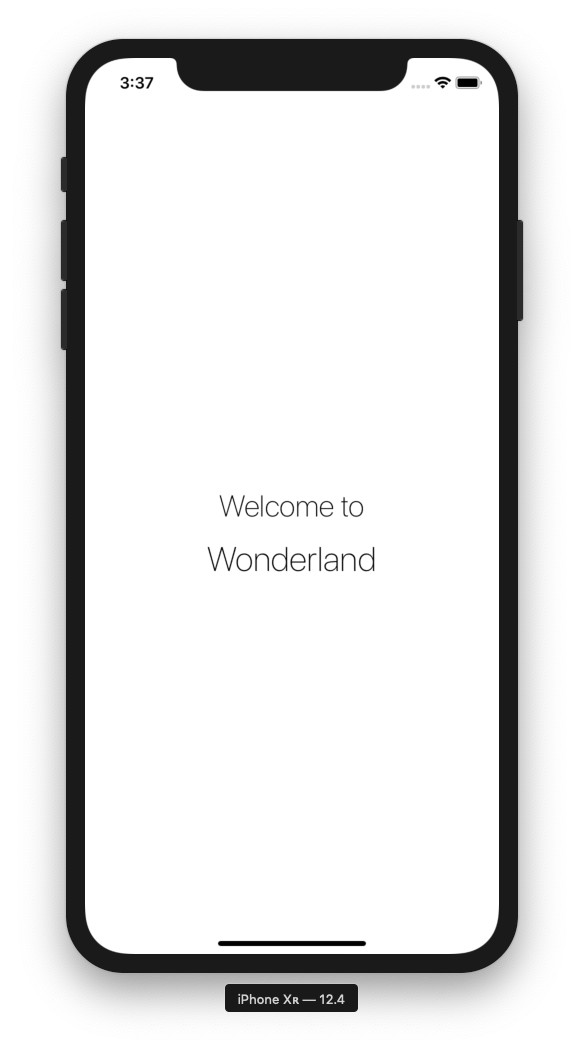 3:37
Welcome to
Wonderland
iPhone Xʀ — 12.4